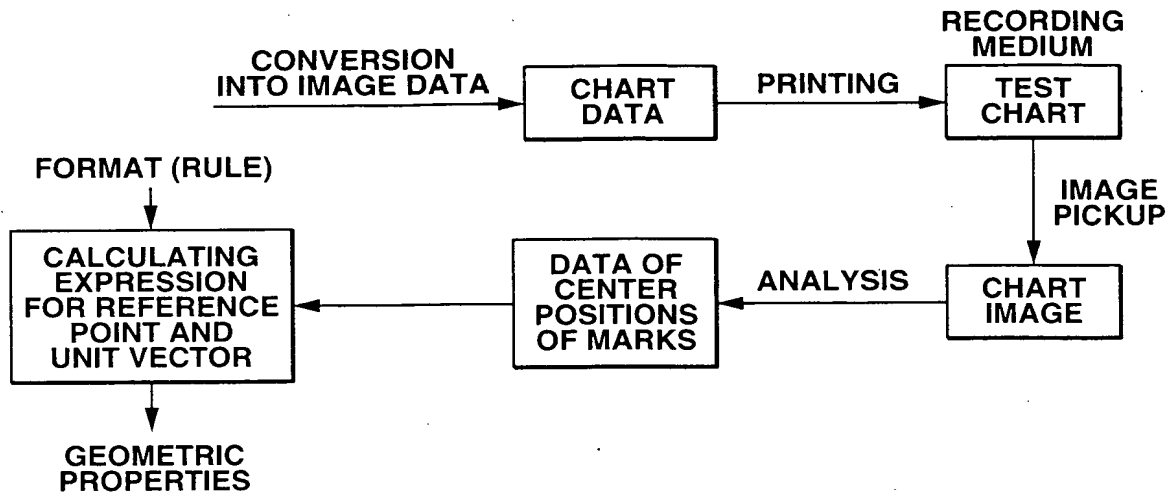 CONVERSION
INTO IMAGE DATA
CHART
DATA
PRINTING
RECORDING
MEDIUM
TEST
CHART
IMAGE
PICKUP
CHART
IMAGE
ANALYSIS
DATA OF
CENTER
POSITIONS
OF MARKS
FORMAT (RULE)
CALCULATING
EXPRESSION
FOR REFERENCE
POINT AND
UNIT VECTOR
GEOMETRIC
PROPERTIES